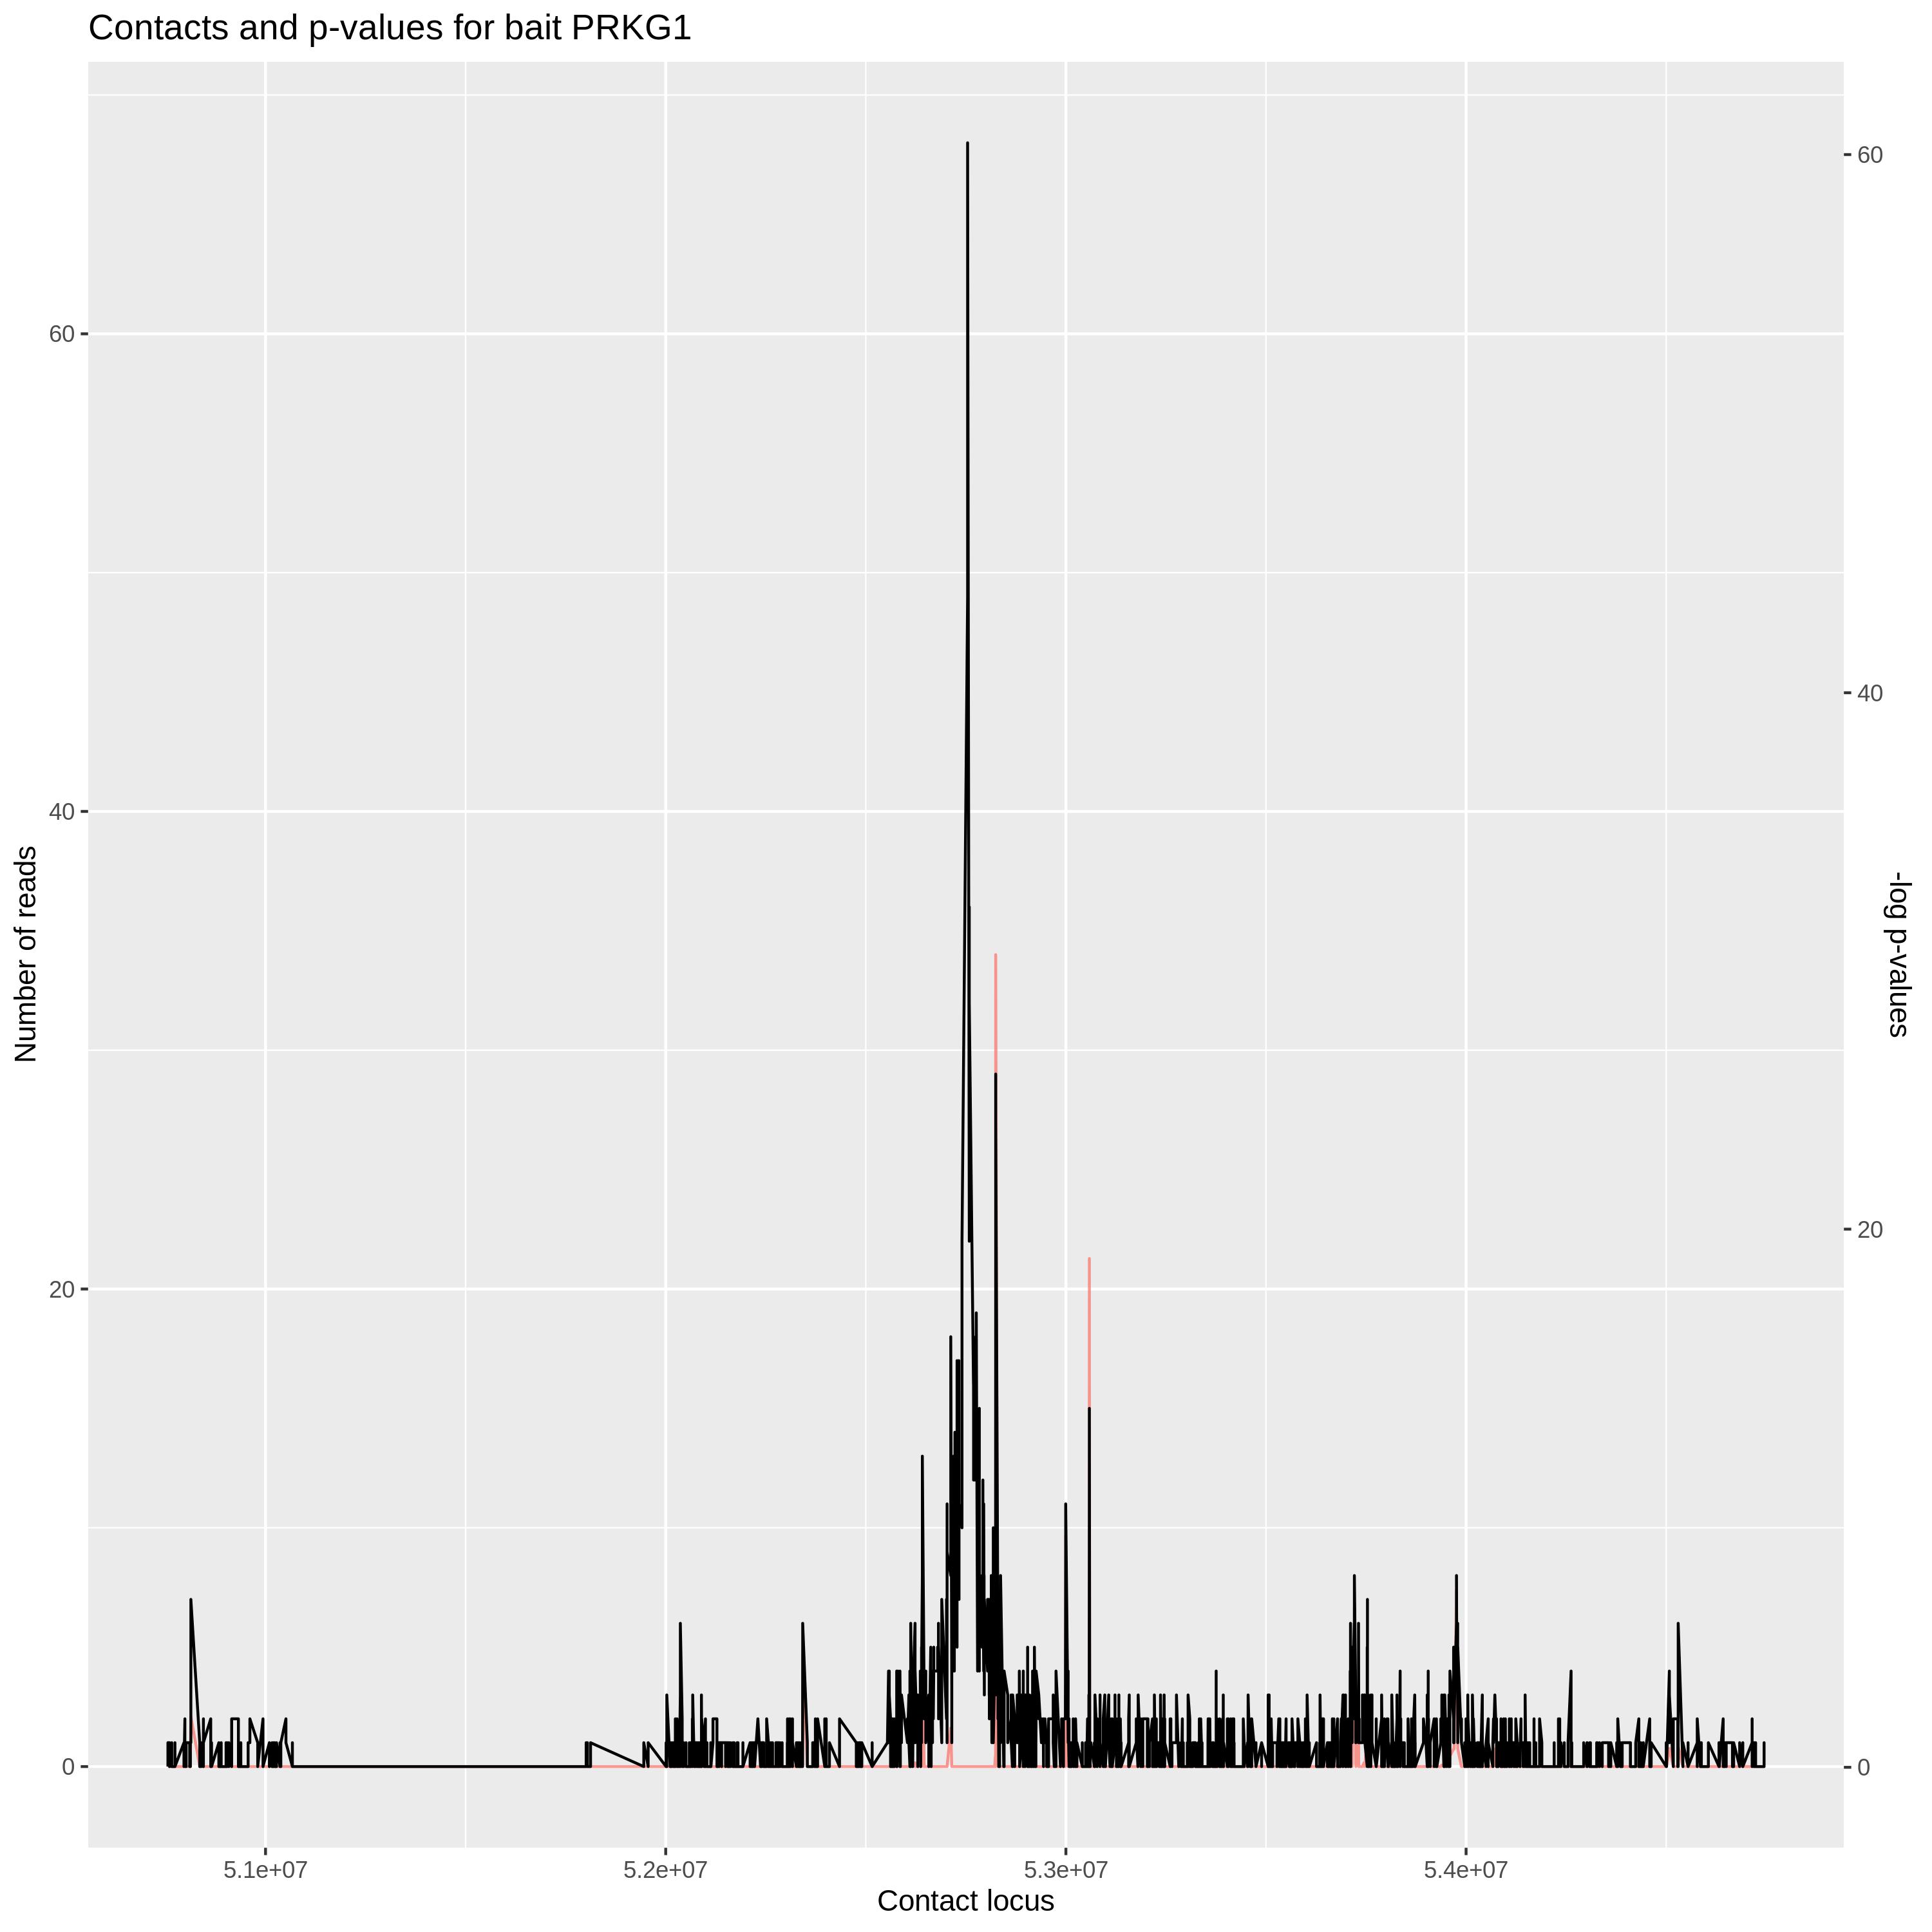 Contacts and p-values for bait PRKG1
60
40
20
0
Number of reads
60
40
20
0
-log p-values
5.1e+07
5.2e+07
5.3e+07
5.4e+07
Contact locus